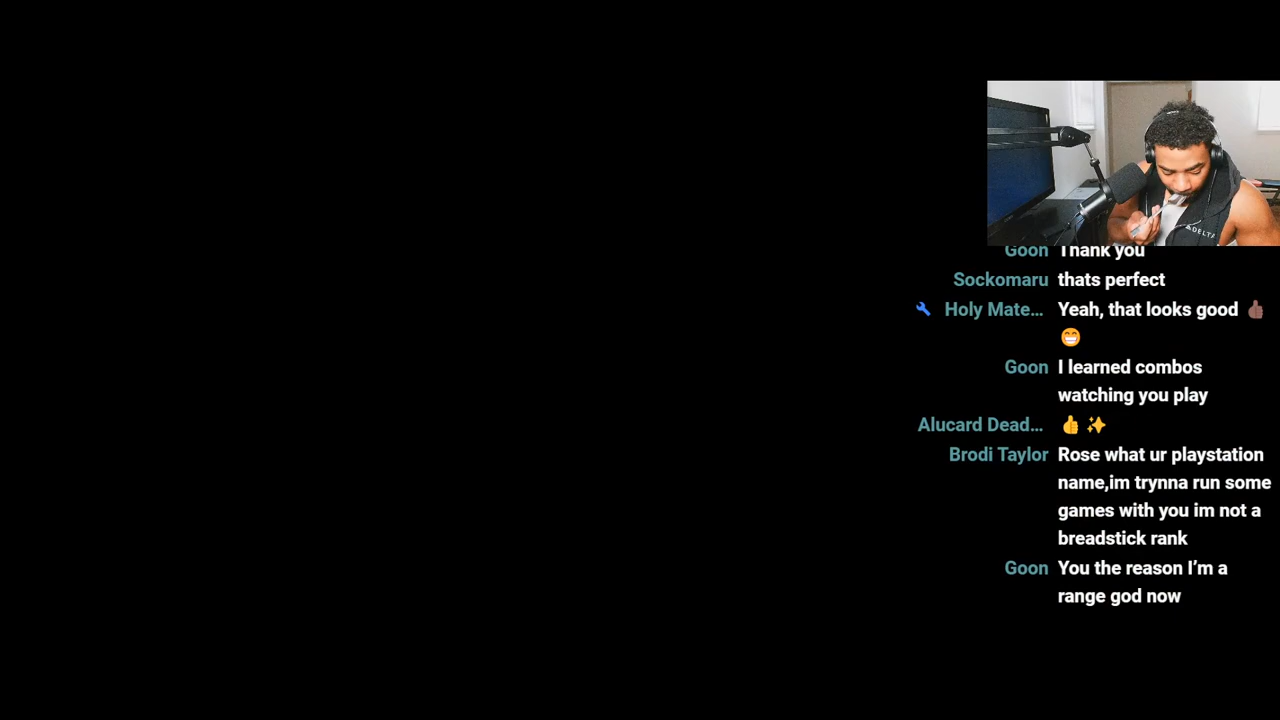 DELTA
Goon Thank you
Sockomaru thats perfect
Holy Mate… Yeah, that looks good 👍🏾
😁
Goon I learned combos
watching you play
Alucard Dead… 👍 ✨
Brodi Taylor Rose what ur playstation
name,im trynna run some
games with you im not a
breadstick rank
Goon You the reason I’m a
range god now